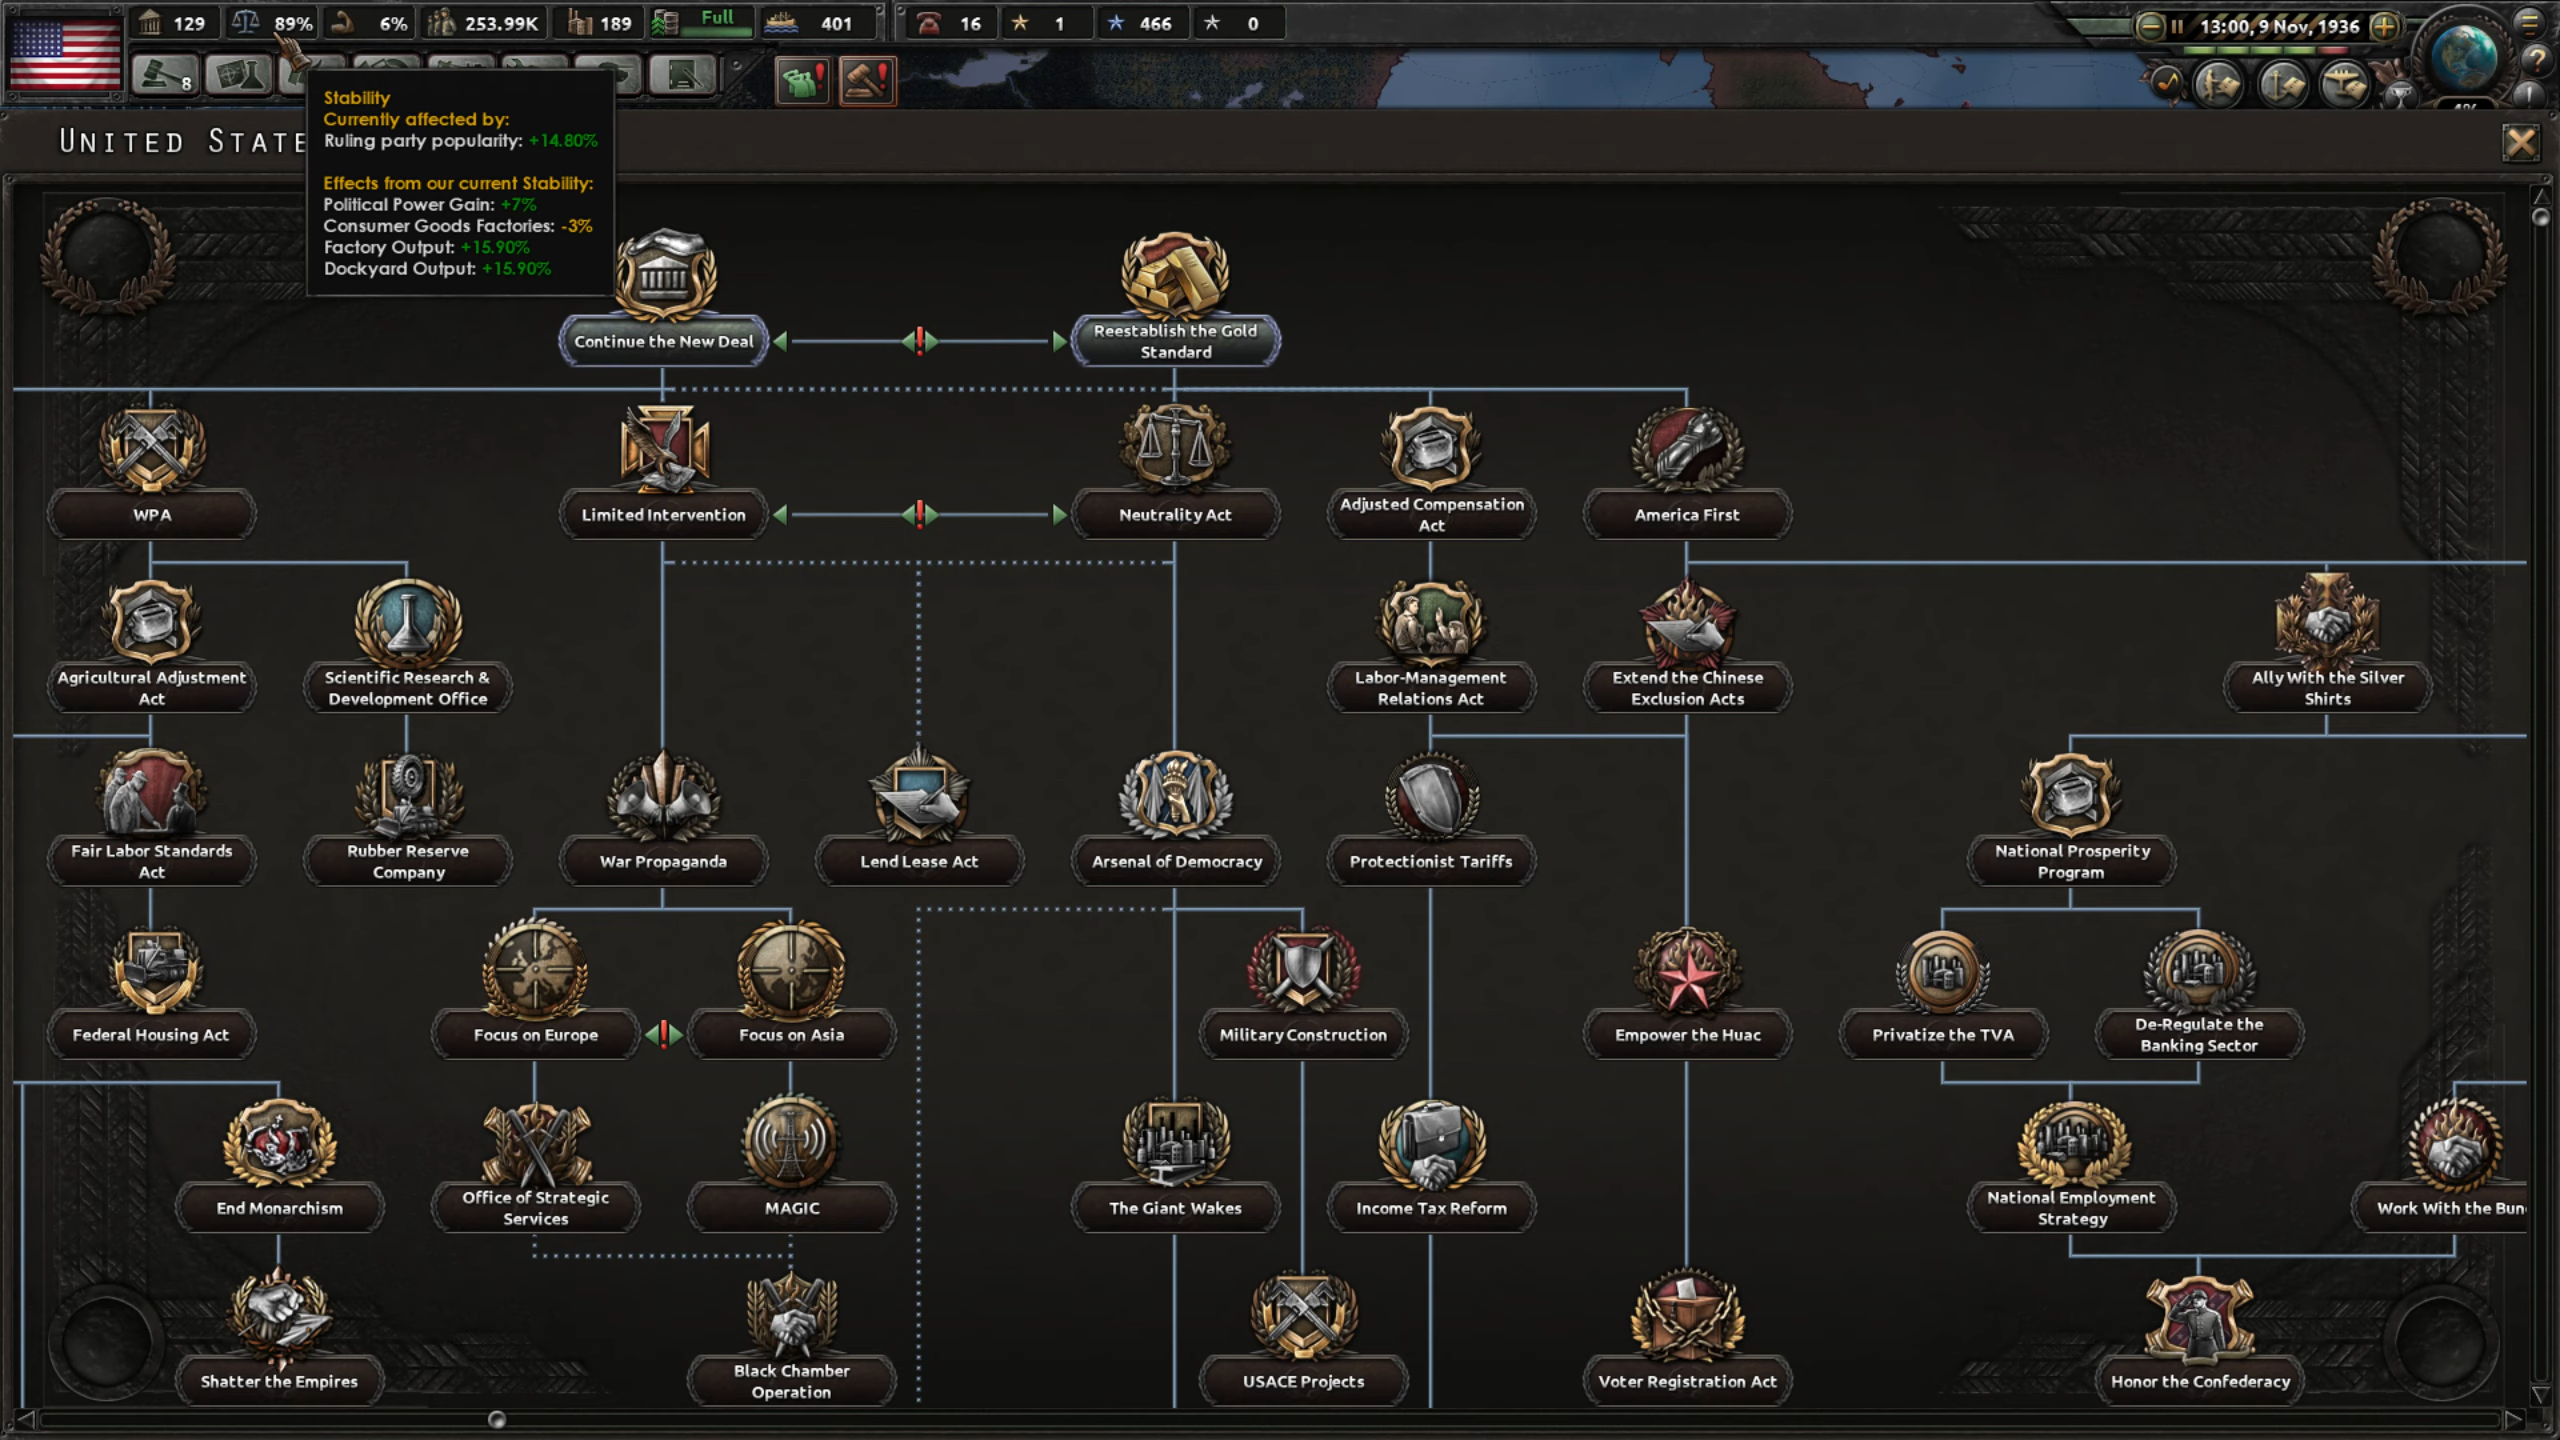 129 89% 6% 253.99K 189 Full 401 16 1 466 0 13:00, 9 Nov, 1936
8
Stability
Currently affected by:
Ruling party popularity: +14.80%
Effects from our current Stability:
Political Power Gain: +7%
Consumer Goods Factories: -3%
Factory Output: +15.90%
Dockyard Output: +15.90%
UNITED STATE
Continue the New Deal
Reestablish the Gold
Standard
WPA
Limited Intervention
Neutrality Act
Adjusted Compensation
Act
America First
Agricultural Adjustment
Act
Scientific Research &
Development Office
Labor-Management
Relations Act
Extend the Chinese
Exclusion Acts
Ally With the Silver
Shirts
Fair Labor Standards
Act
Rubber Reserve
Company
War Propaganda
Lend Lease Act
Arsenal of Democracy
Protectionist Tariffs
National Prosperity
Program
Federal Housing Act
Focus on Europe
Focus on Asia
Military Construction
Empower the Huac
Privatize the TVA
De-Regulate the
Banking Sector
End Monarchism
Office of Strategic
Services
MAGIC
The Giant Wakes
Income Tax Reform
National Employment
Strategy
Work With the Bun
Shatter the Empires
Black Chamber
Operation
USACE Projects
Voter Registration Act
Honor the Confederacy